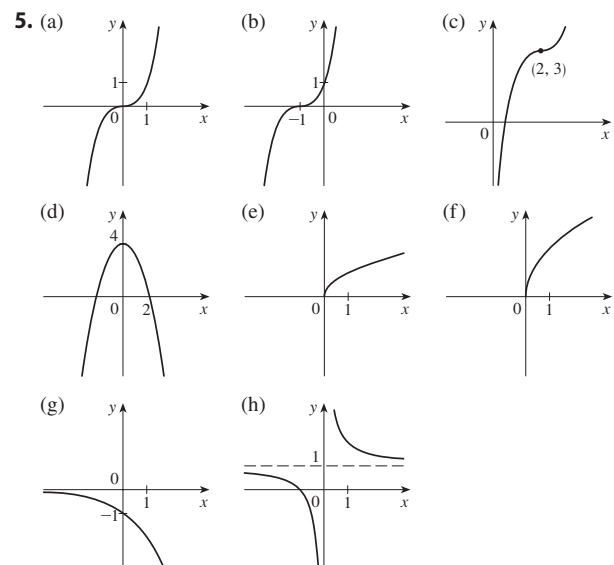 5. (a) (b) (c)
y y y
1 1
(2, 3)
0 1 x −1 0 x 0 x
(d) (e) (f)
y y y
4
0 2 x 0 1 x 0 1 x
(g) (h)
y y
0 1
1 x 0 1 x
−1